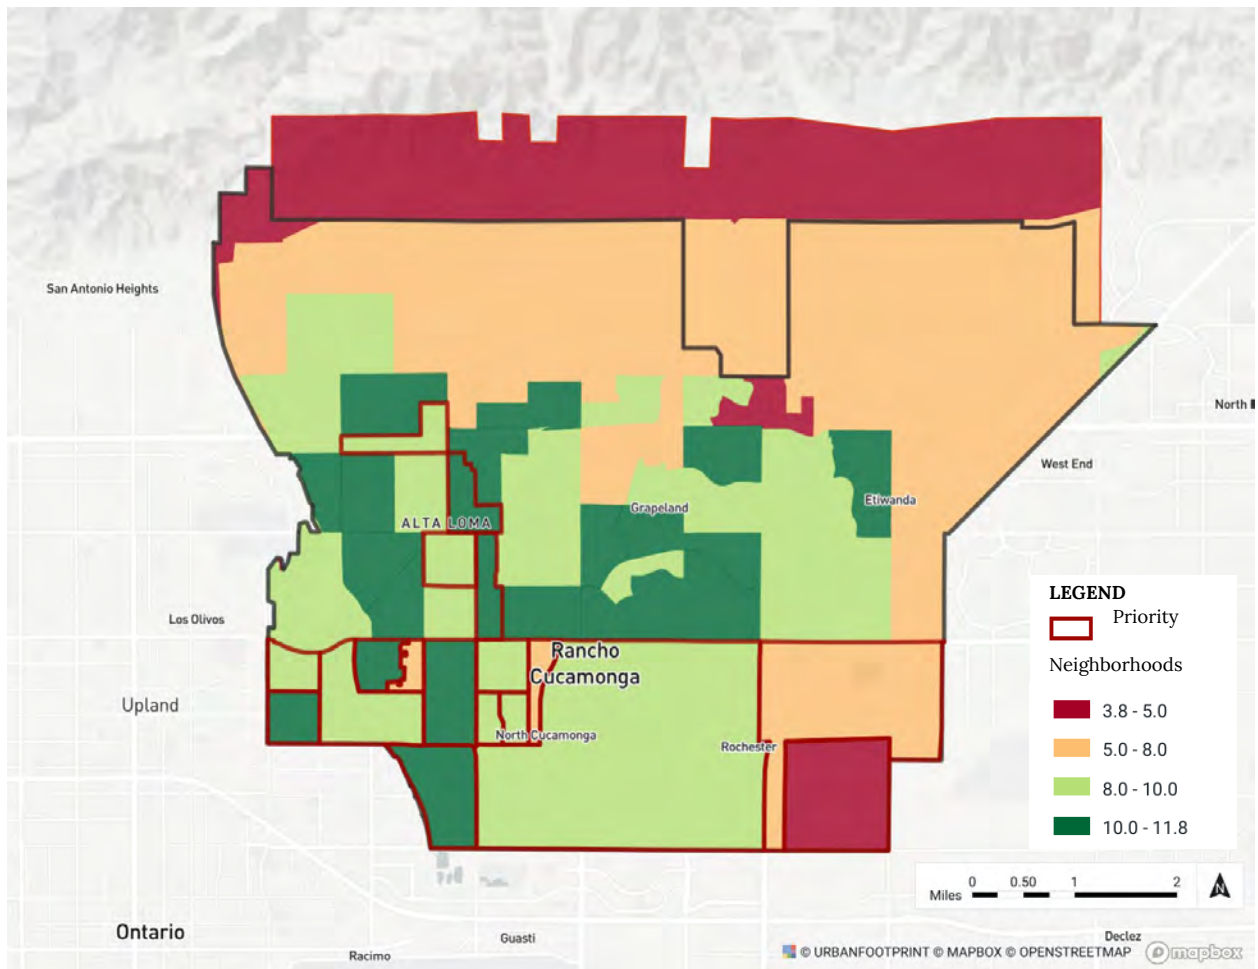 San Antonio Heights
North
West End
Etiwanda
Grapeland
ALTA LOMA
Los Olivos
Rancho
Cucamonga
Upland
North Cucamonga
Rochester
LEGEND
Priority
Neighborhoods
3.8 - 5.0
5.0 - 8.0
8.0 - 10.0
10.0 - 11.8
0 0.50 1 2
Miles
N
Ontario
Guasti
Racimo
Declez
© URBANFOOTPRINT © MAPBOX © OPENSTREETMAP
mapbox